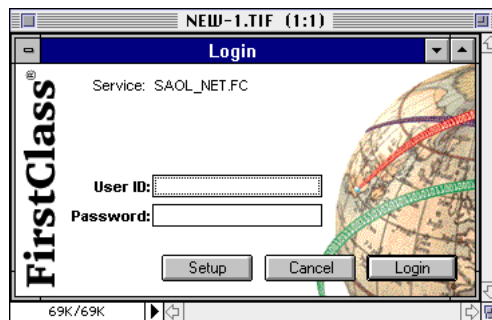 NEW-1.TIF (1:1)
Login
FirstClass®
Service: SAOL_NET.FC
User ID:
Password:
Setup Cancel Login
69K/69K